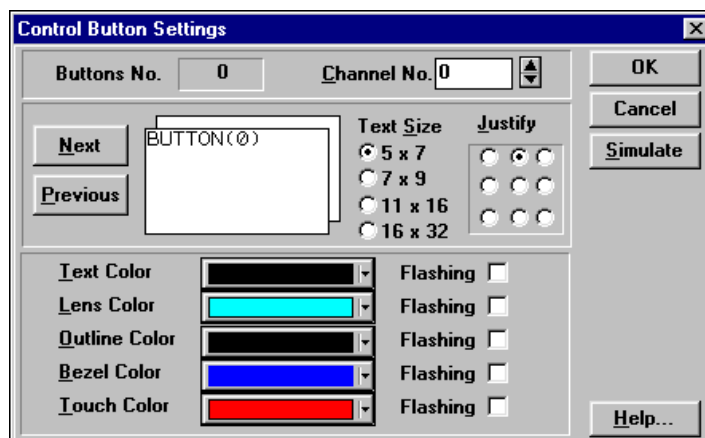 Control Button Settings
Buttons No. 0 Channel No. 0
OK
Cancel
Simulate
Next
Previous
BUTTON(0)
Text Size
5 x 7
7 x 9
11 x 16
16 x 32
Justify
Text Color Flashing
Lens Color Flashing
Outline Color Flashing
Bezel Color Flashing
Touch Color Flashing
Help...